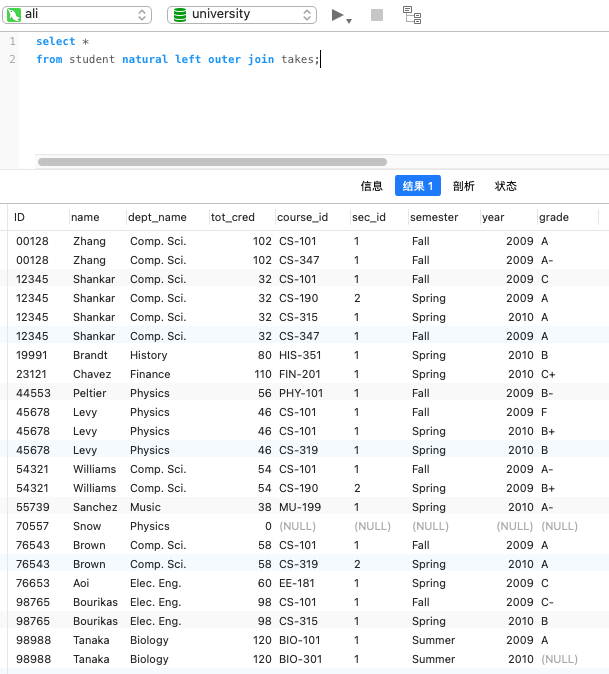 ali university
1 select *
2 from student natural left outer join takes;
信息 结果 1 剖析 状态
ID name dept_name tot_cred course_id sec_id semester year grade
00128 Zhang Comp. Sci. 102 CS-101 1 Fall 2009 A
00128 Zhang Comp. Sci. 102 CS-347 1 Fall 2009 A-
12345 Shankar Comp. Sci. 32 CS-101 1 Fall 2009 C
12345 Shankar Comp. Sci. 32 CS-190 2 Spring 2009 A
12345 Shankar Comp. Sci. 32 CS-315 1 Spring 2010 A
12345 Shankar Comp. Sci. 32 CS-347 1 Fall 2009 A
19991 Brandt History 80 HIS-351 1 Spring 2010 B
23121 Chavez Finance 110 FIN-201 1 Spring 2010 C+
44553 Peltier Physics 56 PHY-101 1 Fall 2009 B-
45678 Levy Physics 46 CS-101 1 Fall 2009 F
45678 Levy Physics 46 CS-101 1 Spring 2010 B+
45678 Levy Physics 46 CS-319 1 Spring 2010 B
54321 Williams Comp. Sci. 54 CS-101 1 Fall 2009 A-
54321 Williams Comp. Sci. 54 CS-190 2 Spring 2009 B+
55739 Sanchez Music 38 MU-199 1 Spring 2010 A-
70557 Snow Physics 0 (NULL) (NULL) (NULL) (NULL) (NULL)
76543 Brown Comp. Sci. 58 CS-101 1 Fall 2009 A
76543 Brown Comp. Sci. 58 CS-319 2 Spring 2010 A
76653 Aoi Elec. Eng. 60 EE-181 1 Spring 2009 C
98765 Bourikas Elec. Eng. 98 CS-101 1 Fall 2009 C-
98765 Bourikas Elec. Eng. 98 CS-315 1 Spring 2010 B
98988 Tanaka Biology 120 BIO-101 1 Summer 2009 A
98988 Tanaka Biology 120 BIO-301 1 Summer 2010 (NULL)